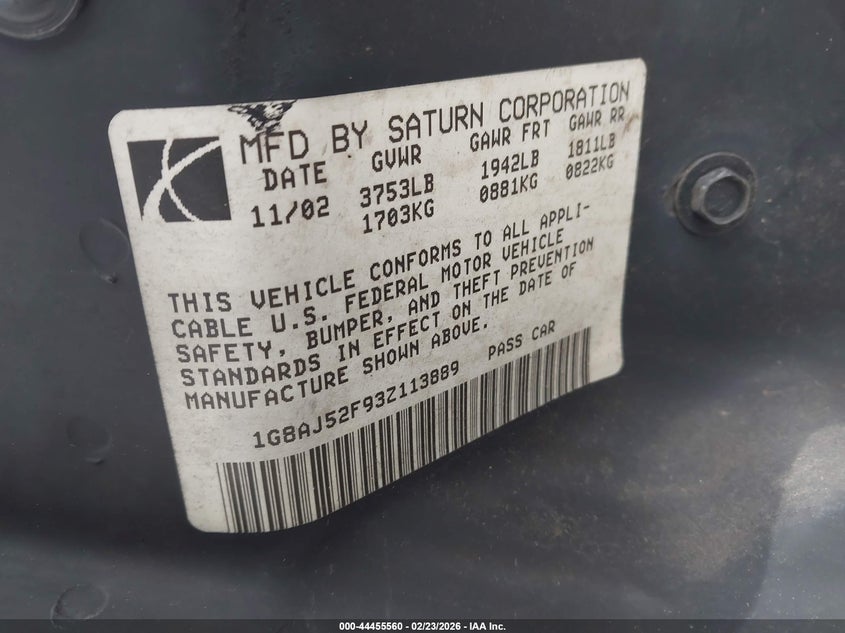 MFD BY SATURN CORPORATION
DATE GVWR GAWR FRT GAWR RR
11/02 3753LB 1942LB 1811LB
1703KG 0881KG 0822KG
THIS VEHICLE CONFORMS TO ALL APPLI-
CABLE U.S. FEDERAL MOTOR VEHICLE
SAFETY, BUMPER, AND THEFT PREVENTION
STANDARDS IN EFFECT ON THE DATE OF
MANUFACTURE SHOWN ABOVE.
1G8AJ52F93Z113889 PASS CAR
000-44455560 - 02/23/2026 - IAA Inc.